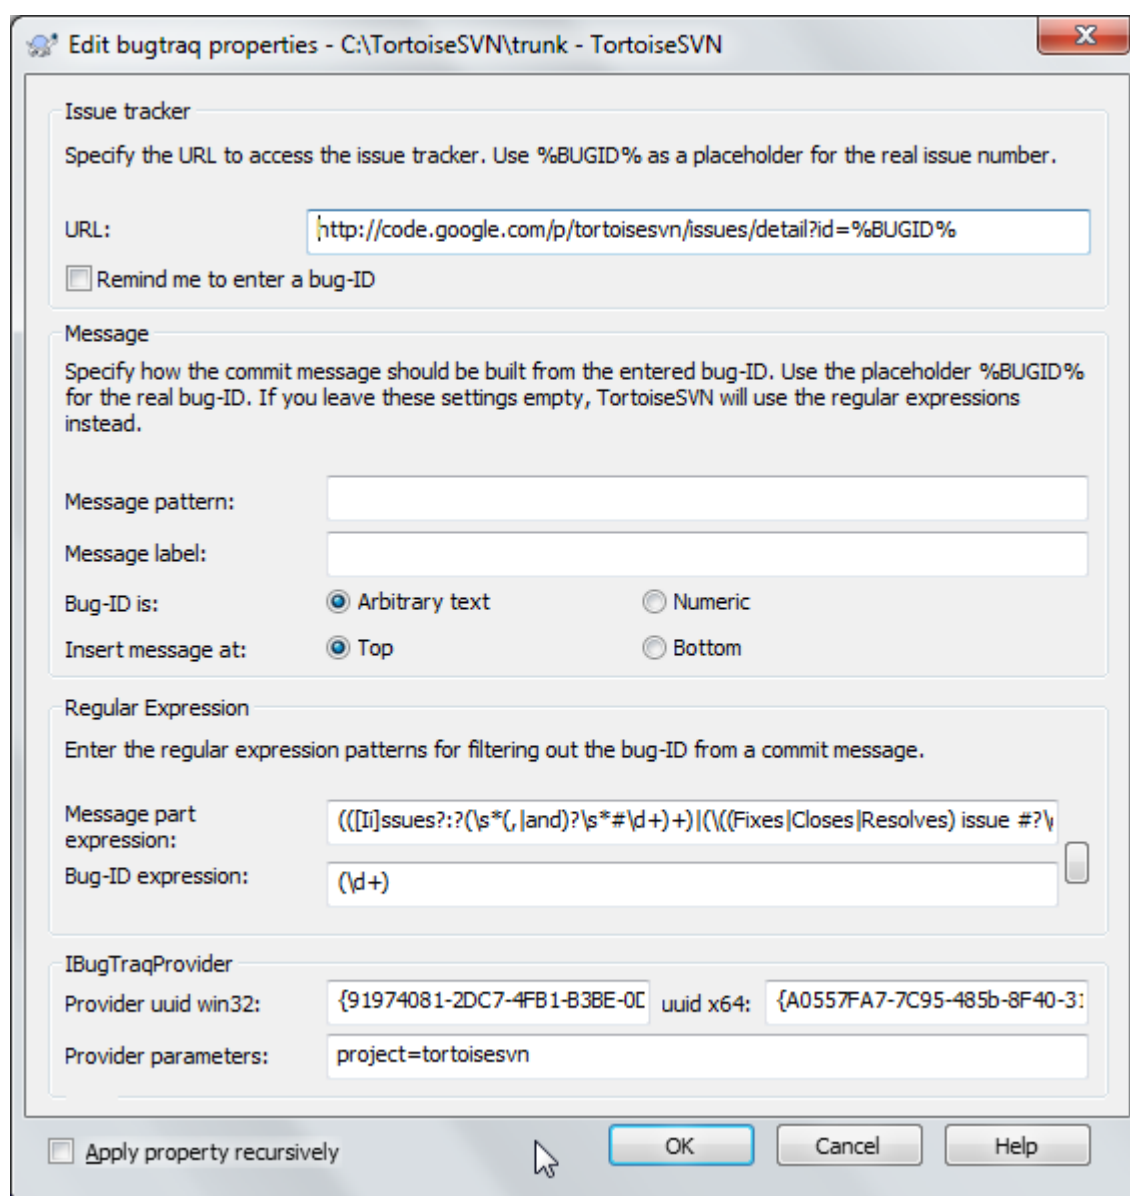 Edit bugtraq properties - C:\TortoiseSVN\trunk - TortoiseSVN
Issue tracker
Specify the URL to access the issue tracker. Use %BUGID% as a placeholder for the real issue number.
URL: http://code.google.com/p/tortoisesvn/issues/detail?id=%BUGID%
Remind me to enter a bug-ID
Message
Specify how the commit message should be built from the entered bug-ID. Use the placeholder %BUGID%
for the real bug-ID. If you leave these settings empty, TortoiseSVN will use the regular expressions
instead.
Message pattern:
Message label:
Bug-ID is: Arbitrary text Numeric
Insert message at: Top Bottom
Regular Expression
Enter the regular expression patterns for filtering out the bug-ID from a commit message.
Message part
expression:
(([Ii]ssues?:?(\s*(,|and)?\s*#\d+)+)|(\((Fixes|Closes|Resolves) issue #?\
Bug-ID expression: (\d+)
IBugTraqProvider
Provider uuid win32: {91974081-2DC7-4FB1-B3BE-0D uuid x64: {A0557FA7-7C95-485b-8F40-31
Provider parameters: project=tortoisesvn
Apply property recursively OK Cancel Help